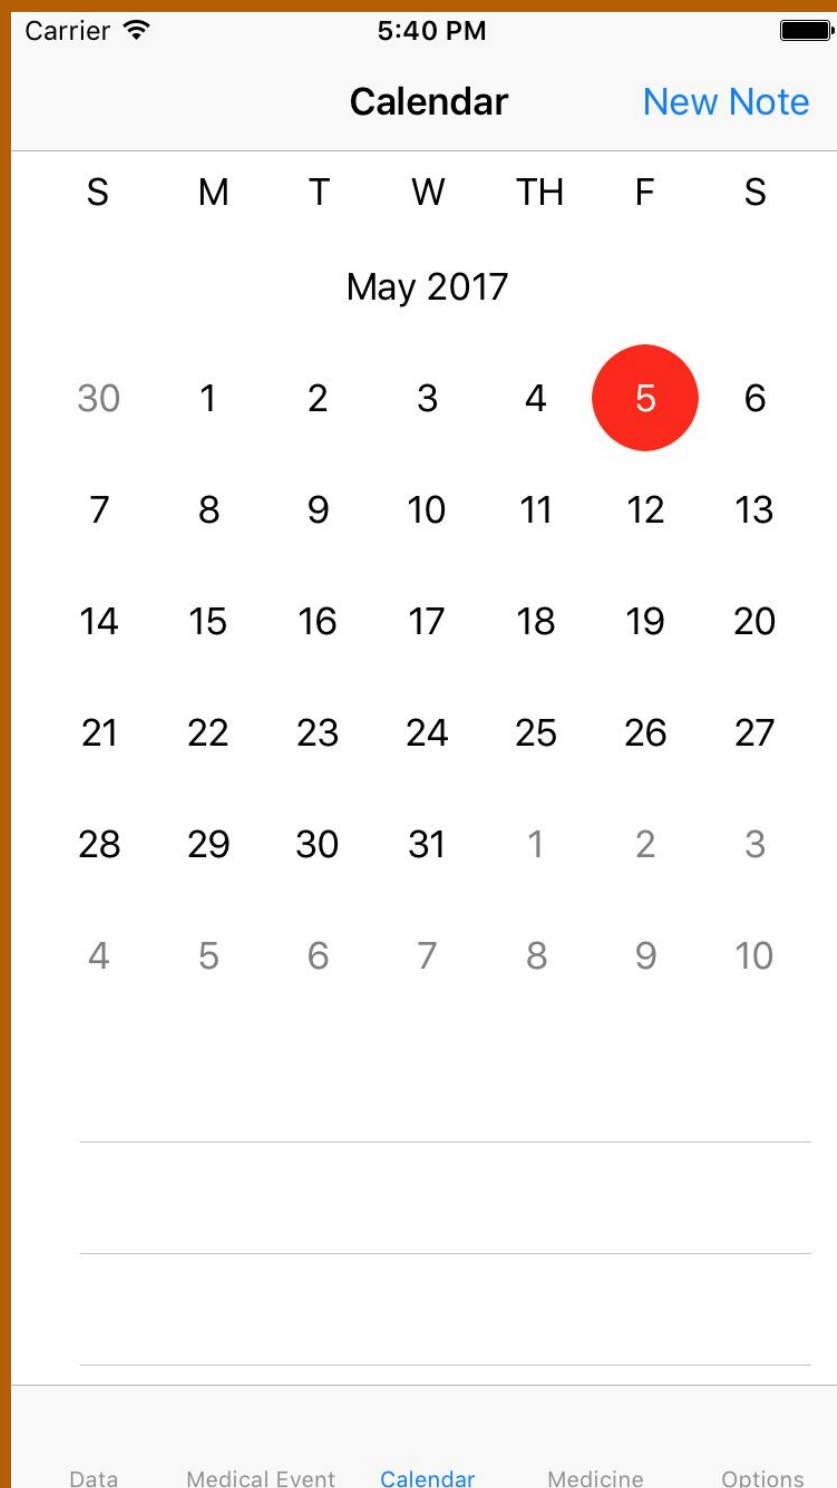 Carrier 5:40 PM
Calendar New Note
S M T W TH F S
May 2017
30 1 2 3 4 5 6
7 8 9 10 11 12 13
14 15 16 17 18 19 20
21 22 23 24 25 26 27
28 29 30 31 1 2 3
4 5 6 7 8 9 10
Data Medical Event Calendar Medicine Options